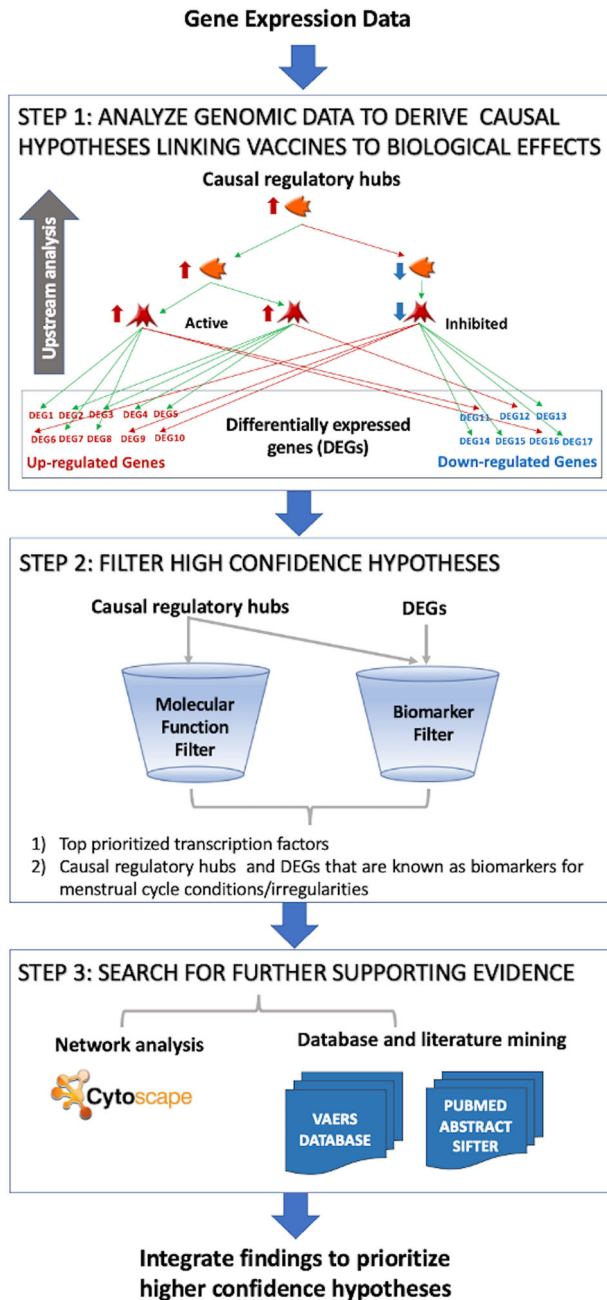 Gene Expression Data
STEP 1: ANALYZE GENOMIC DATA TO DERIVE CAUSAL
HYPOTHESES LINKING VACCINES TO BIOLOGICAL EFFECTS
Causal regulatory hubs
Upstream analysis
Active
Inhibited
DEG1 DEG2 DEG3 DEG4 DEG5
DEG6 DEG7 DEG8 DEG9 DEG10
Up-regulated Genes
Differentially expressed
genes (DEGs)
DEG11 DEG12 DEG13
DEG14 DEG15 DEG16 DEG17
Down-regulated Genes
STEP 2: FILTER HIGH CONFIDENCE HYPOTHESES
Causal regulatory hubs
DEGs
Molecular
Function
Filter
Biomarker
Filter
1) Top prioritized transcription factors
2) Causal regulatory hubs and DEGs that are known as biomarkers for
menstrual cycle conditions/irregularities
STEP 3: SEARCH FOR FURTHER SUPPORTING EVIDENCE
Network analysis
Cytoscape
Database and literature mining
VAERS
DATABASE
PUBMED
ABSTRACT
SIFTER
Integrate findings to prioritize
higher confidence hypotheses